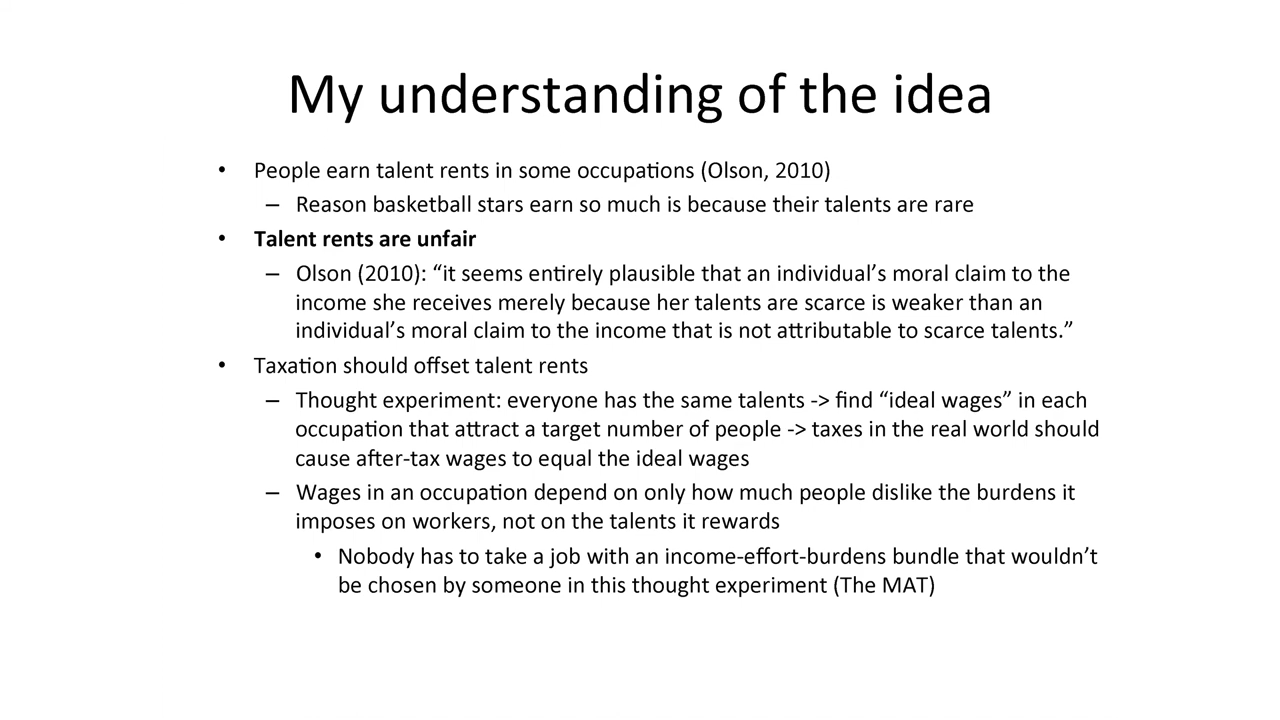 My understanding of the idea
• People earn talent rents in some occupations (Olson, 2010)
– Reason basketball stars earn so much is because their talents are rare
• Talent rents are unfair
– Olson (2010): “it seems entirely plausible that an individual’s moral claim to the
income she receives merely because her talents are scarce is weaker than an
individual’s moral claim to the income that is not attributable to scarce talents.”
• Taxation should offset talent rents
– Thought experiment: everyone has the same talents -> find “ideal wages” in each
occupation that attract a target number of people -> taxes in the real world should
cause after-tax wages to equal the ideal wages
– Wages in an occupation depend on only how much people dislike the burdens it
imposes on workers, not on the talents it rewards
• Nobody has to take a job with an income-effort-burdens bundle that wouldn’t
be chosen by someone in this thought experiment (The MAT)